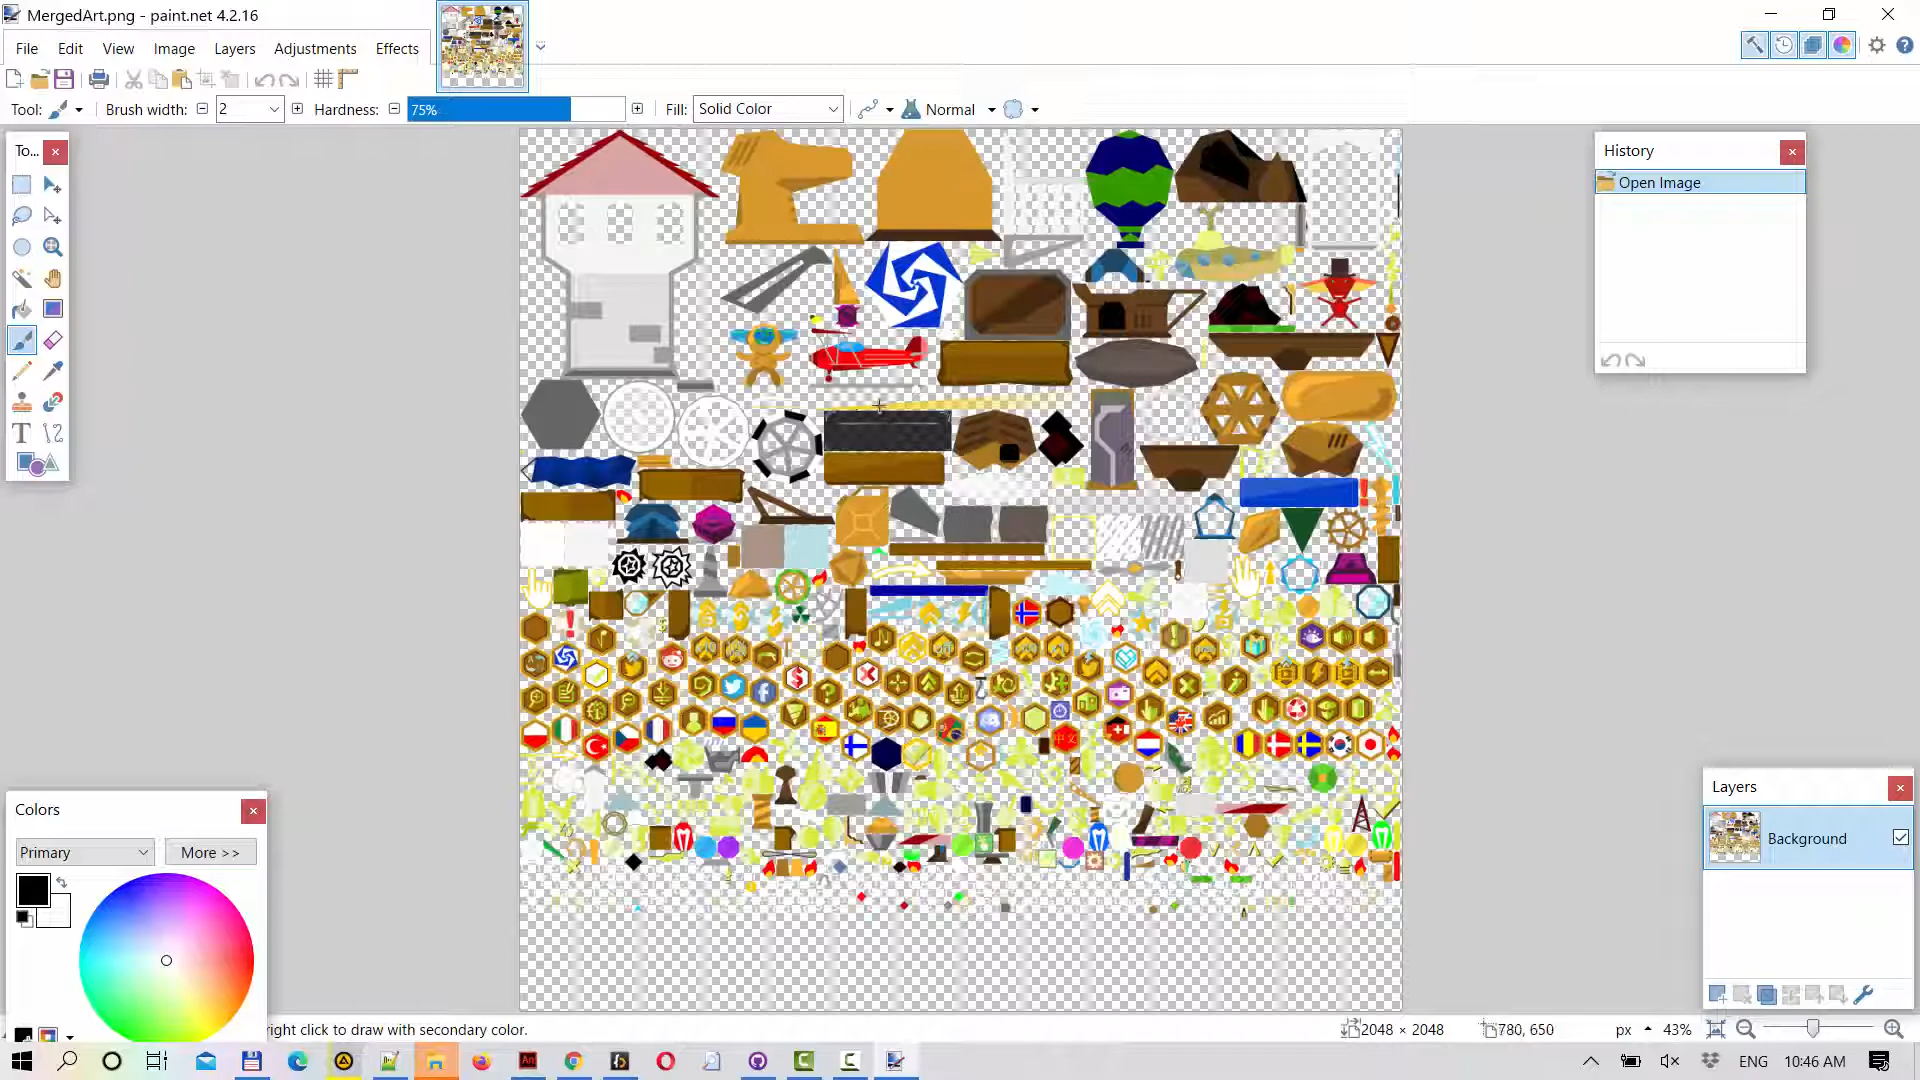 MergedArt.png - paint.net 4.2.16
File Edit View Image Layers Adjustments Effects
Tool: Brush width: 2 Hardness: 75% Fill: Solid Color Normal
To...
History
Open Image
Colors
Primary More >>
Layers
Background
right click to draw with secondary color.
2048 × 2048 780, 650 px 43%
ENG 10:46 AM